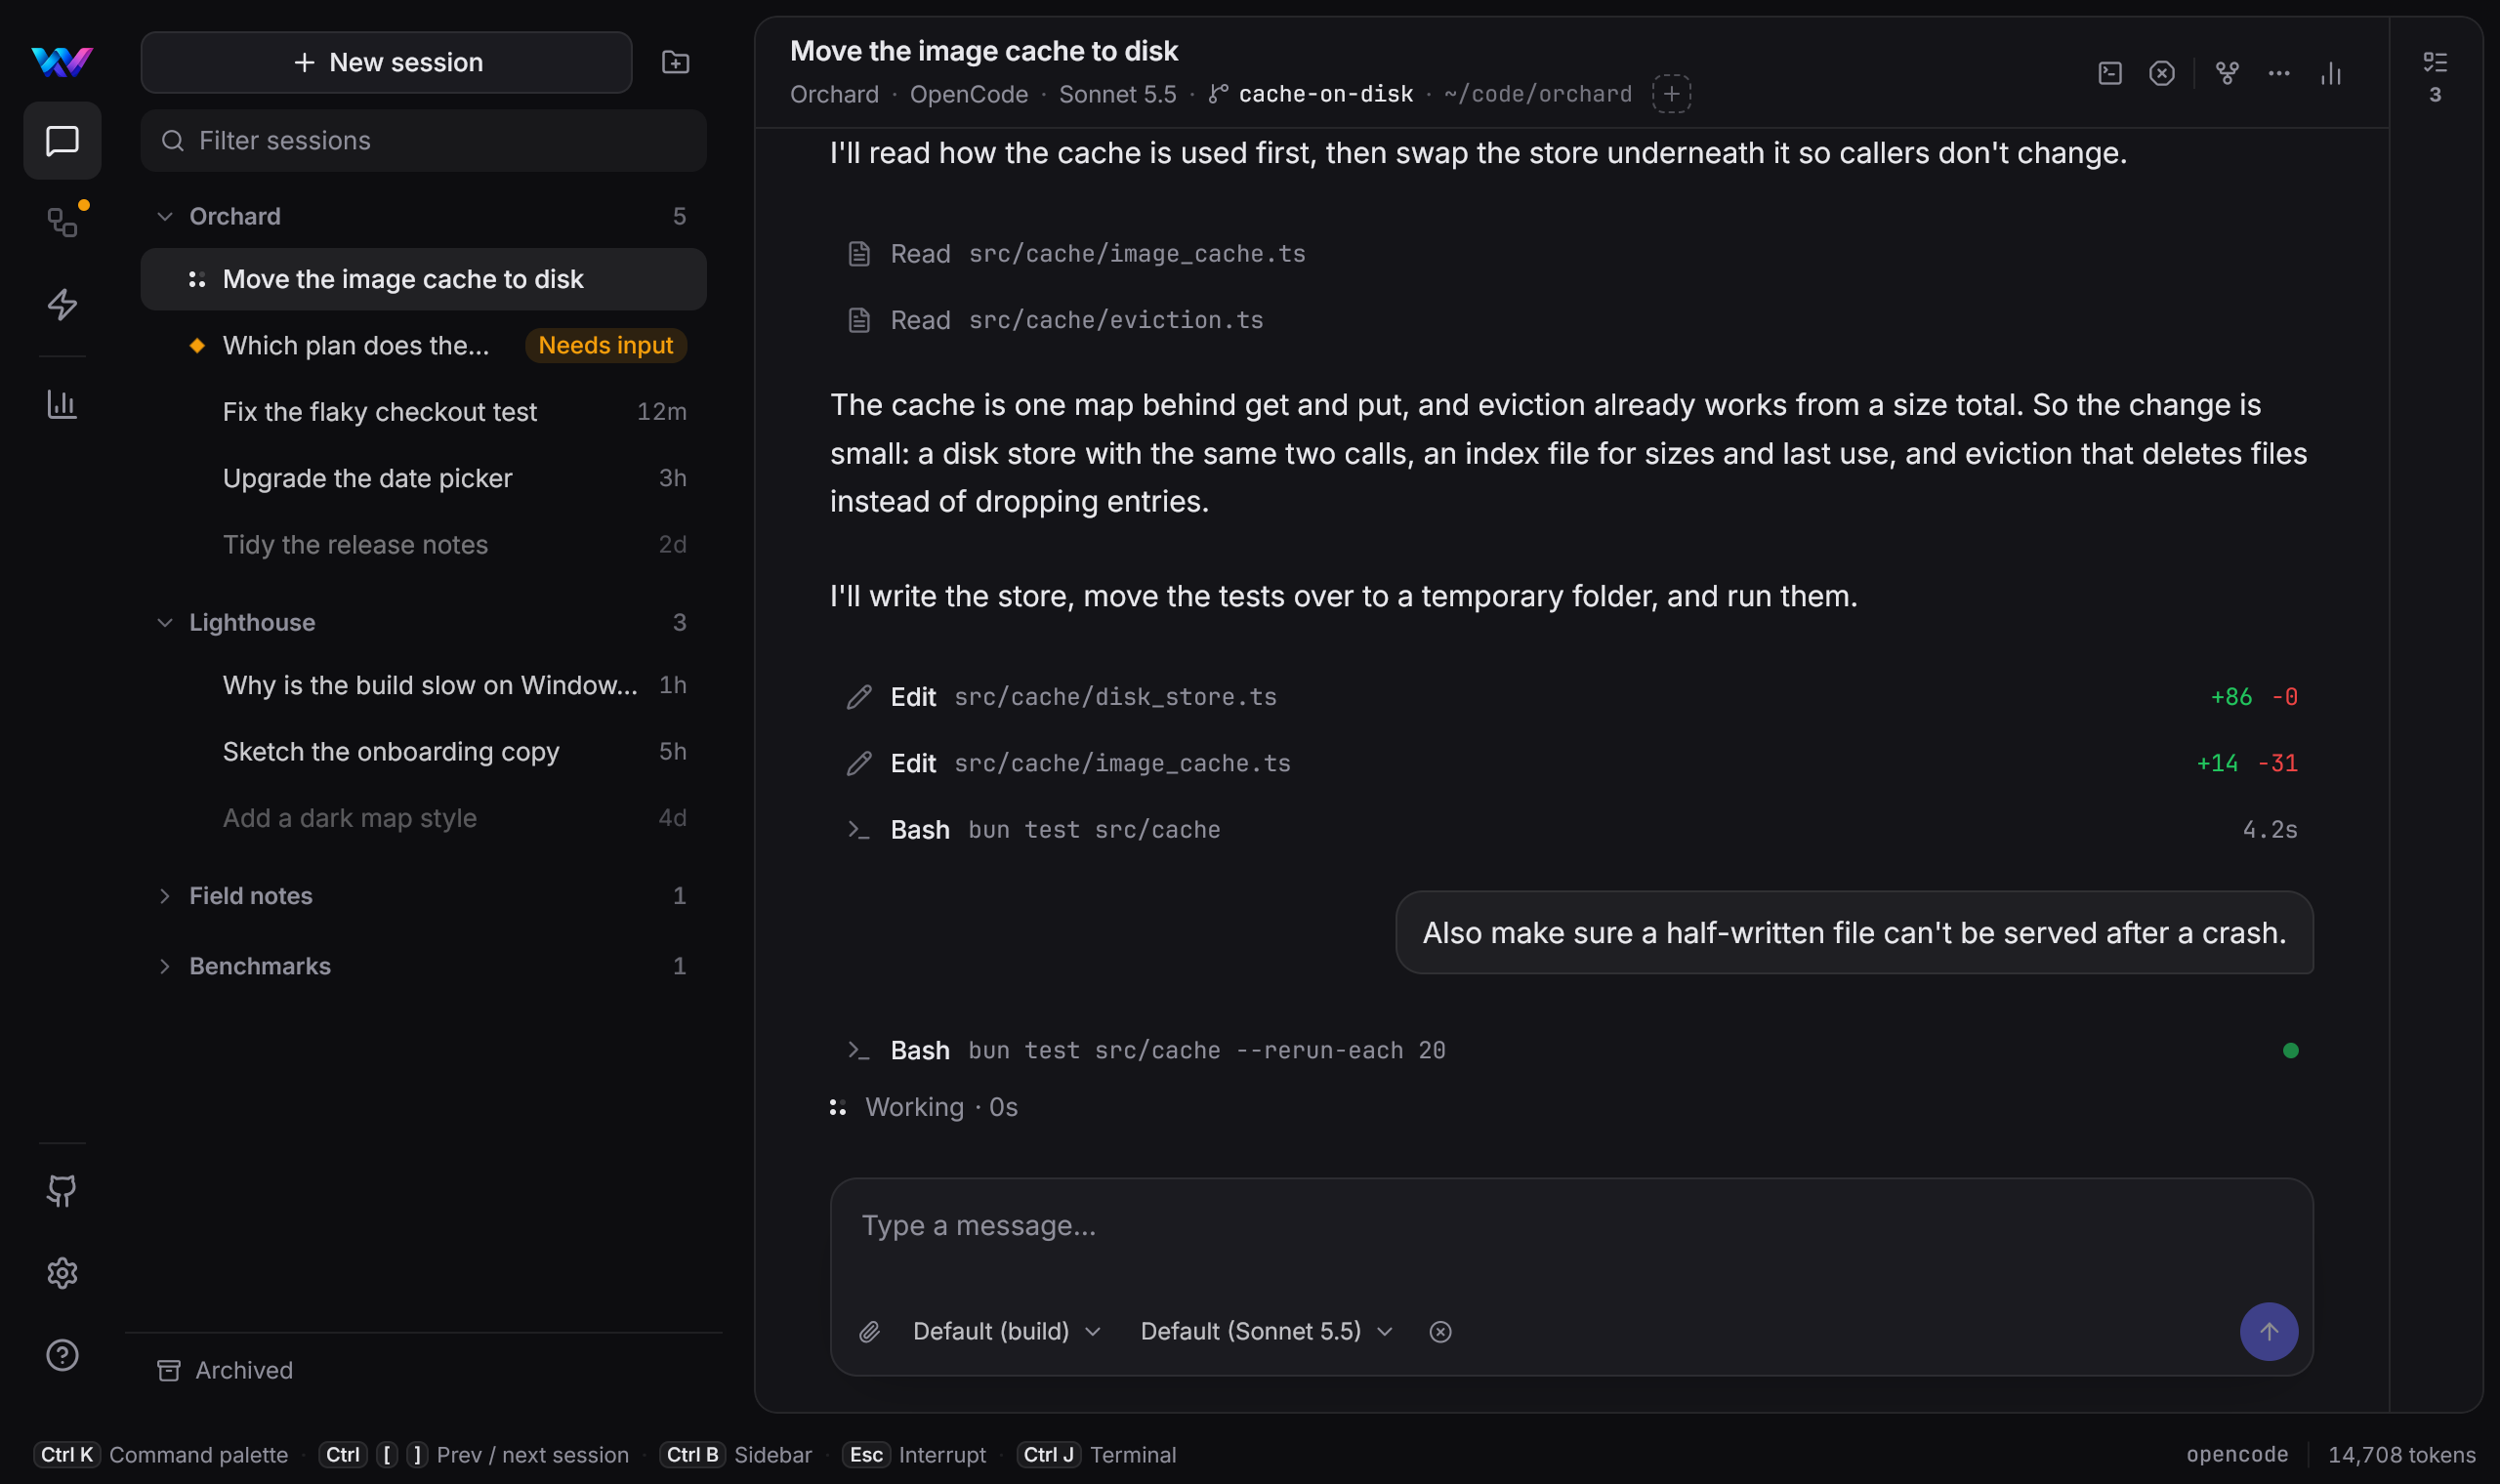 New session
Filter sessions
Orchard 5
Move the image cache to disk
Which plan does the... Needs input
Fix the flaky checkout test 12m
Upgrade the date picker 3h
Tidy the release notes 2d
Lighthouse 3
Why is the build slow on Window... 1h
Sketch the onboarding copy 5h
Add a dark map style 4d
Field notes 1
Benchmarks 1
Archived
Move the image cache to disk
Orchard · OpenCode · Sonnet 5.5 · cache-on-disk · ~/code/orchard
3
I'll read how the cache is used first, then swap the store underneath it so callers don't change.
Read src/cache/image_cache.ts
Read src/cache/eviction.ts
The cache is one map behind get and put, and eviction already works from a size total. So the change is
small: a disk store with the same two calls, an index file for sizes and last use, and eviction that deletes files
instead of dropping entries.
I'll write the store, move the tests over to a temporary folder, and run them.
Edit src/cache/disk_store.ts +86 -0
Edit src/cache/image_cache.ts +14 -31
Bash bun test src/cache 4.2s
Also make sure a half-written file can't be served after a crash.
Bash bun test src/cache --rerun-each 20
Working · 0s
Type a message...
Default (build) Default (Sonnet 5.5)
Ctrl K Command palette · Ctrl [ ] Prev / next session · Ctrl B Sidebar · Esc Interrupt · Ctrl J Terminal
opencode 14,708 tokens